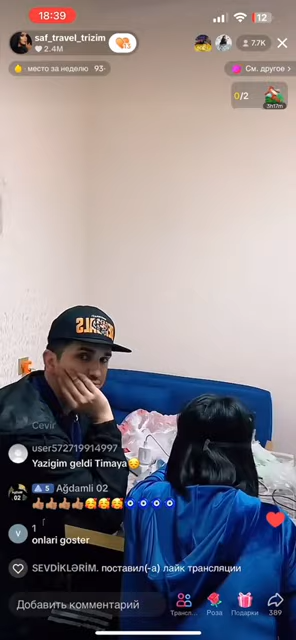 18:39
12
saf_travel_trizim
2.4M
7.7K
· место за неделю 93·
См. другое >
0/2
3h17m
Cevir
user572719914997
Yazigim geldi Timaya🥺
02
5 Ağdamli 02
👍🏽👍🏽👍🏽👍🏽🥰🥰🥰🧿🧿🧿🧿
V
1
onlari goster
SEVDİKLƏRİM. поставил(-а) лайк трансляции
Добавить комментарий
Трансл...
Роза
Подарки
389